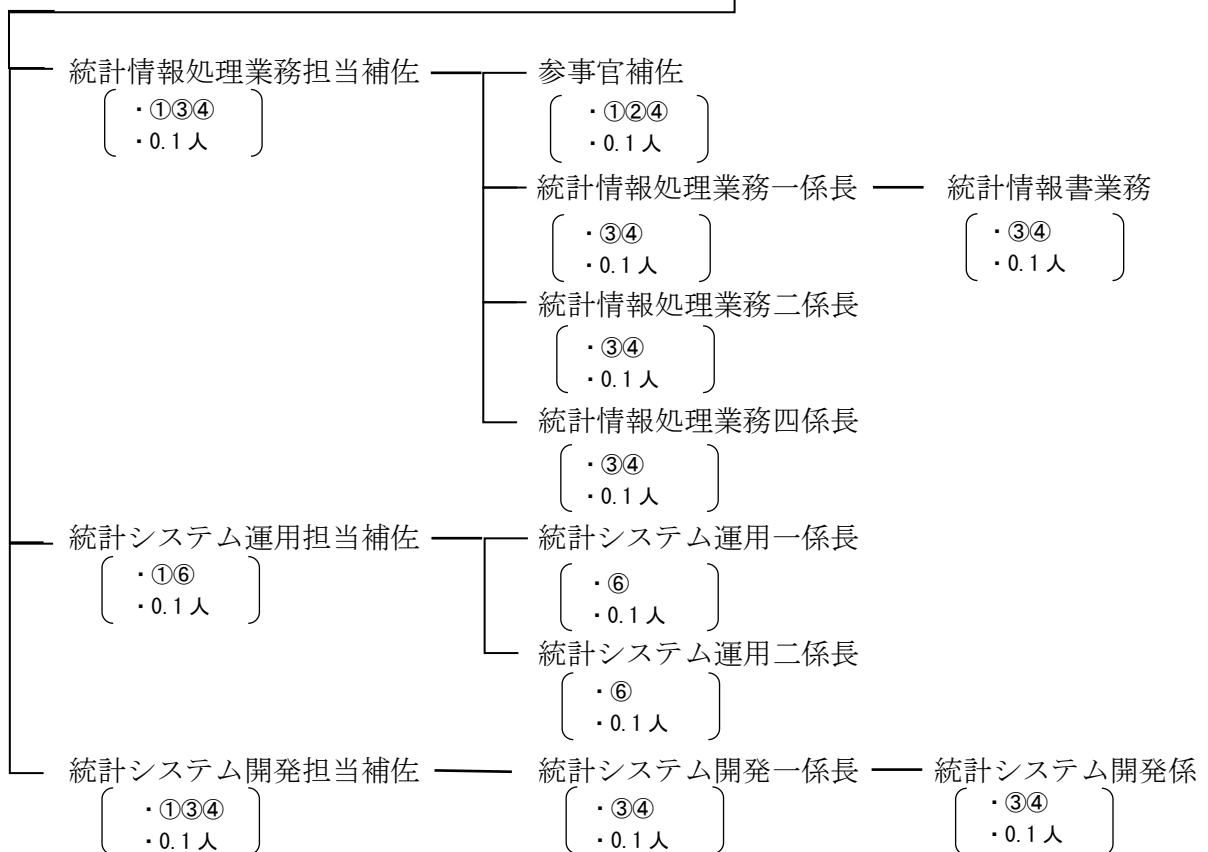 統計情報処理業務担当補佐
・①③④
・0.1人
参事官補佐
・①②④
・0.1人
統計情報処理業務一係長
・③④
・0.1人
統計情報書業務
・③④
・0.1人
統計情報処理業務二係長
・③④
・0.1人
統計情報処理業務四係長
・③④
・0.1人
統計システム運用担当補佐
・①⑥
・0.1人
統計システム運用一係長
・⑥
・0.1人
統計システム運用二係長
・⑥
・0.1人
統計システム開発担当補佐
・①③④
・0.1人
統計システム開発一係長
・③④
・0.1人
統計システム開発係
・③④
・0.1人